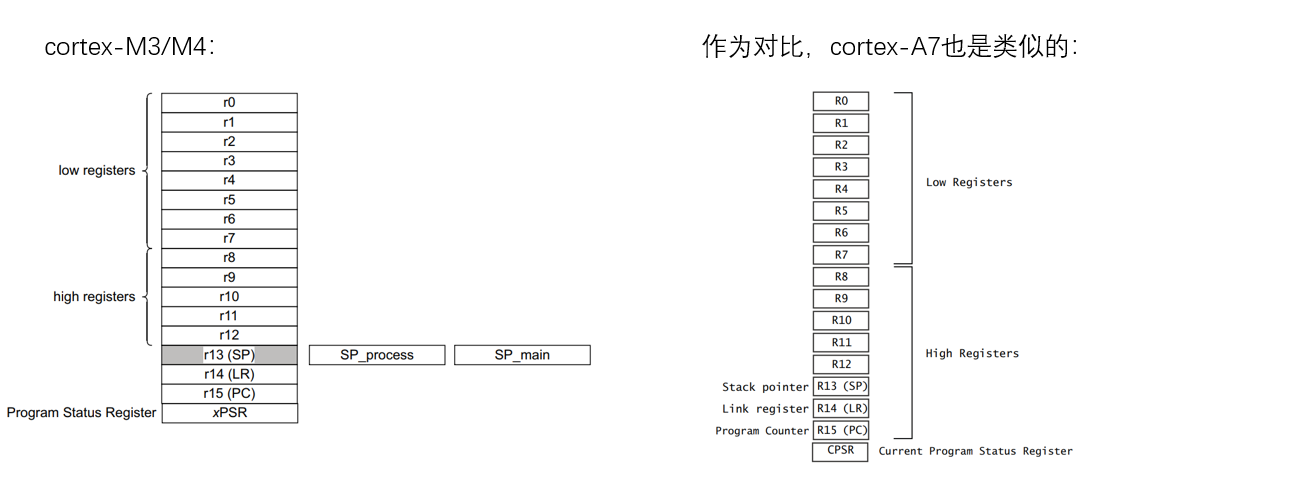 cortex-M3/M4:
r0
r1
r2
r3
low registers
r4
r5
r6
r7
r8
r9
high registers
r10
r11
r12
r13 (SP)
SP_process
SP_main
r14 (LR)
r15 (PC)
Program Status Register
xPSR
作为对比，cortex-A7也是类似的：
R0
R1
R2
R3
Low Registers
R4
R5
R6
R7
R8
R9
R10
R11
High Registers
R12
Stack pointer
R13 (SP)
Link register
R14 (LR)
Program Counter
R15 (PC)
CPSR
Current Program Status Register